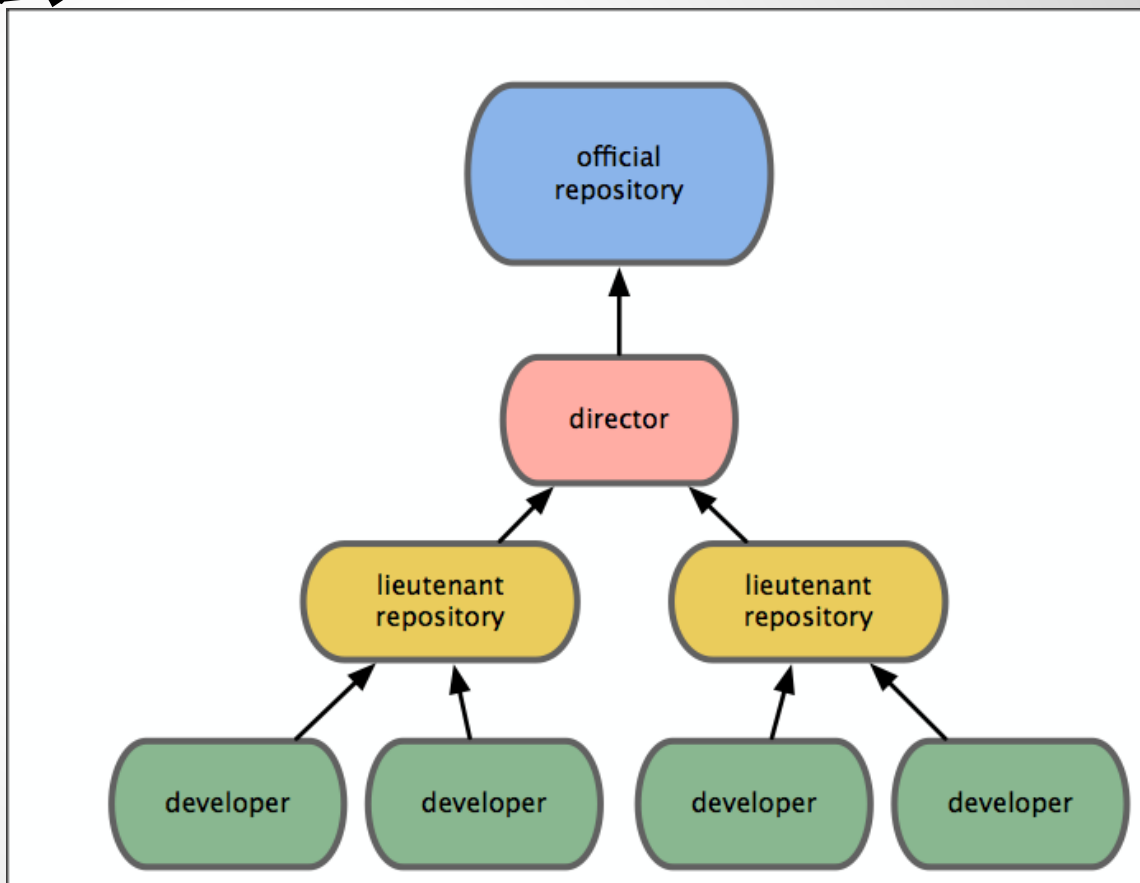 official
repository
director
lieutenant
repository
lieutenant
repository
developer
developer
developer
developer